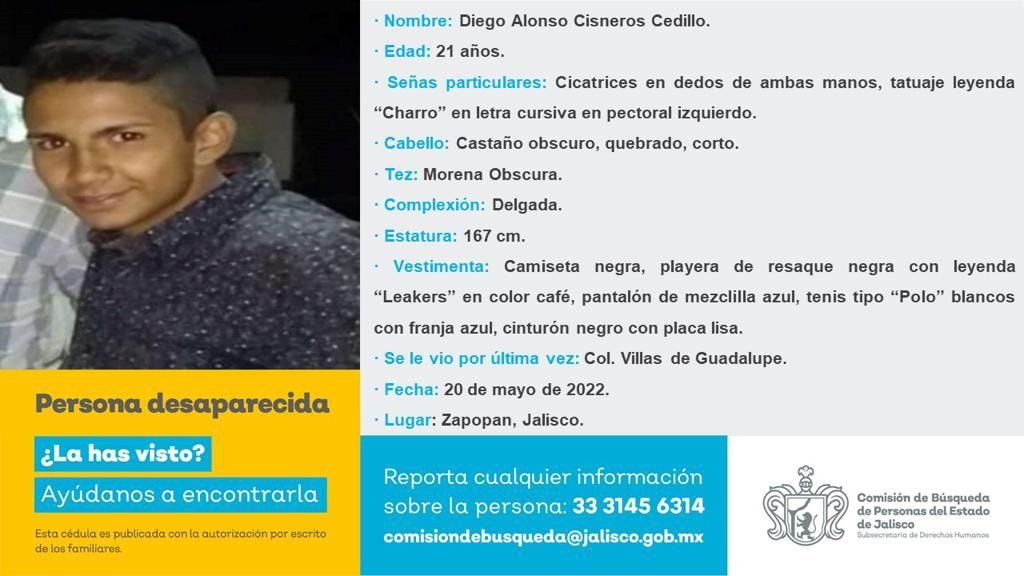 · Nombre: Diego Alonso Cisneros Cedillo.
· Edad: 21 años.
· Señas particulares: Cicatrices en dedos de ambas manos, tatuaje leyenda
“Charro” en letra cursiva en pectoral izquierdo.
· Cabello: Castaño obscuro, quebrado, corto.
· Tez: Morena Obscura.
· Complexión: Delgada.
· Estatura: 167 cm.
· Vestimenta: Camiseta negra, playera de resaque negra con leyenda
“Leakers” en color café, pantalón de mezclilla azul, tenis tipo “Polo” blancos
con franja azul, cinturón negro con placa lisa.
· Se le vio por última vez: Col. Villas de Guadalupe.
· Fecha: 20 de mayo de 2022.
· Lugar: Zapopan, Jalisco.
Persona desaparecida
¿La has visto?
Ayúdanos a encontrarla
Esta cédula es publicada con la autorización por escrito
de los familiares.
Reporta cualquier información
sobre la persona: 33 3145 6314
comisiondebusqueda@jalisco.gob.mx
Comisión de Búsqueda
de Personas del Estado
de Jalisco
Subsecretaría de Derechos Humanos